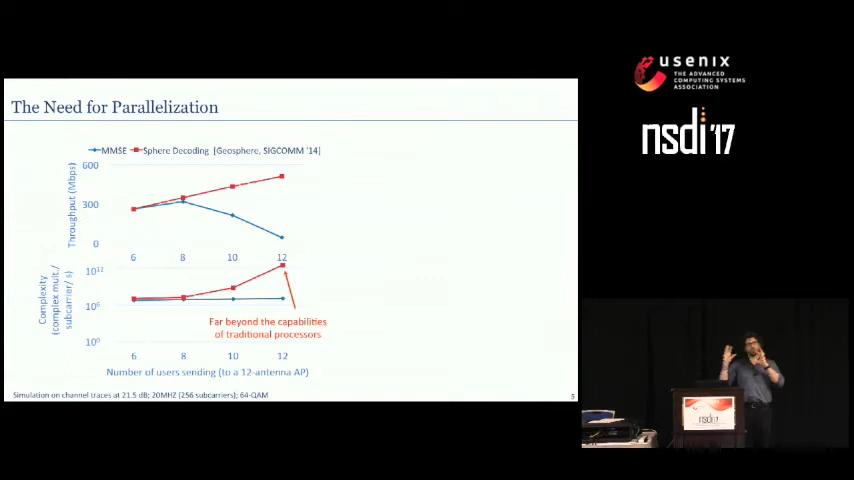 usenix
THE ADVANCED
COMPUTING SYSTEMS
ASSOCIATION
nsdi '17
The Need for Parallelization
MMSE Sphere Decoding [Geosphere, SIGCOMM '14]
Throughput (Mbps)
600
300
0
6 8 10 12
Complexity
(complex mult./
subcarrier/ s)
10¹²
10⁶
10⁰
Far beyond the capabilities
of traditional processors
6 8 10 12
Number of users sending (to a 12-antenna AP)
Simulation on channel traces at 21.5 dB; 20MHZ (256 subcarriers); 64-QAM
5
nsdi'17